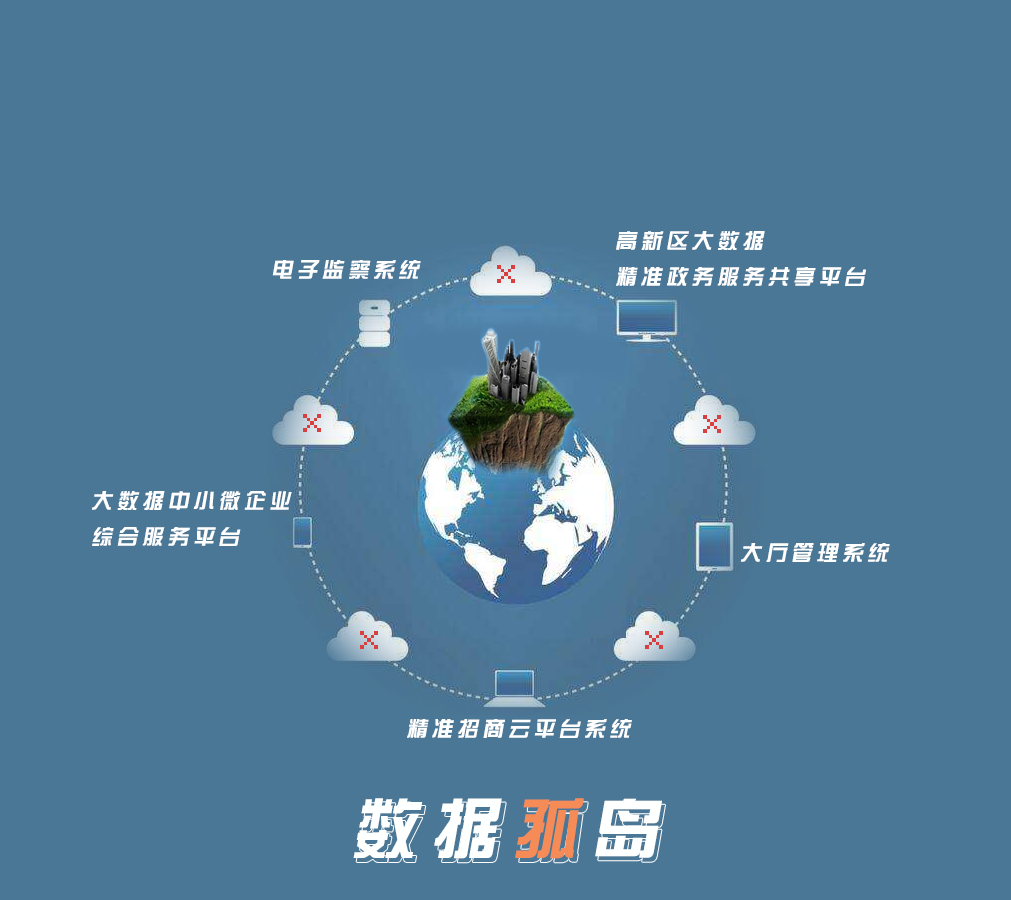 高新区大数据
精准政务服务共享平台
电子监察系统
大数据中小微企业
综合服务平台
大厅管理系统
精准招商云平台系统
数据孤岛